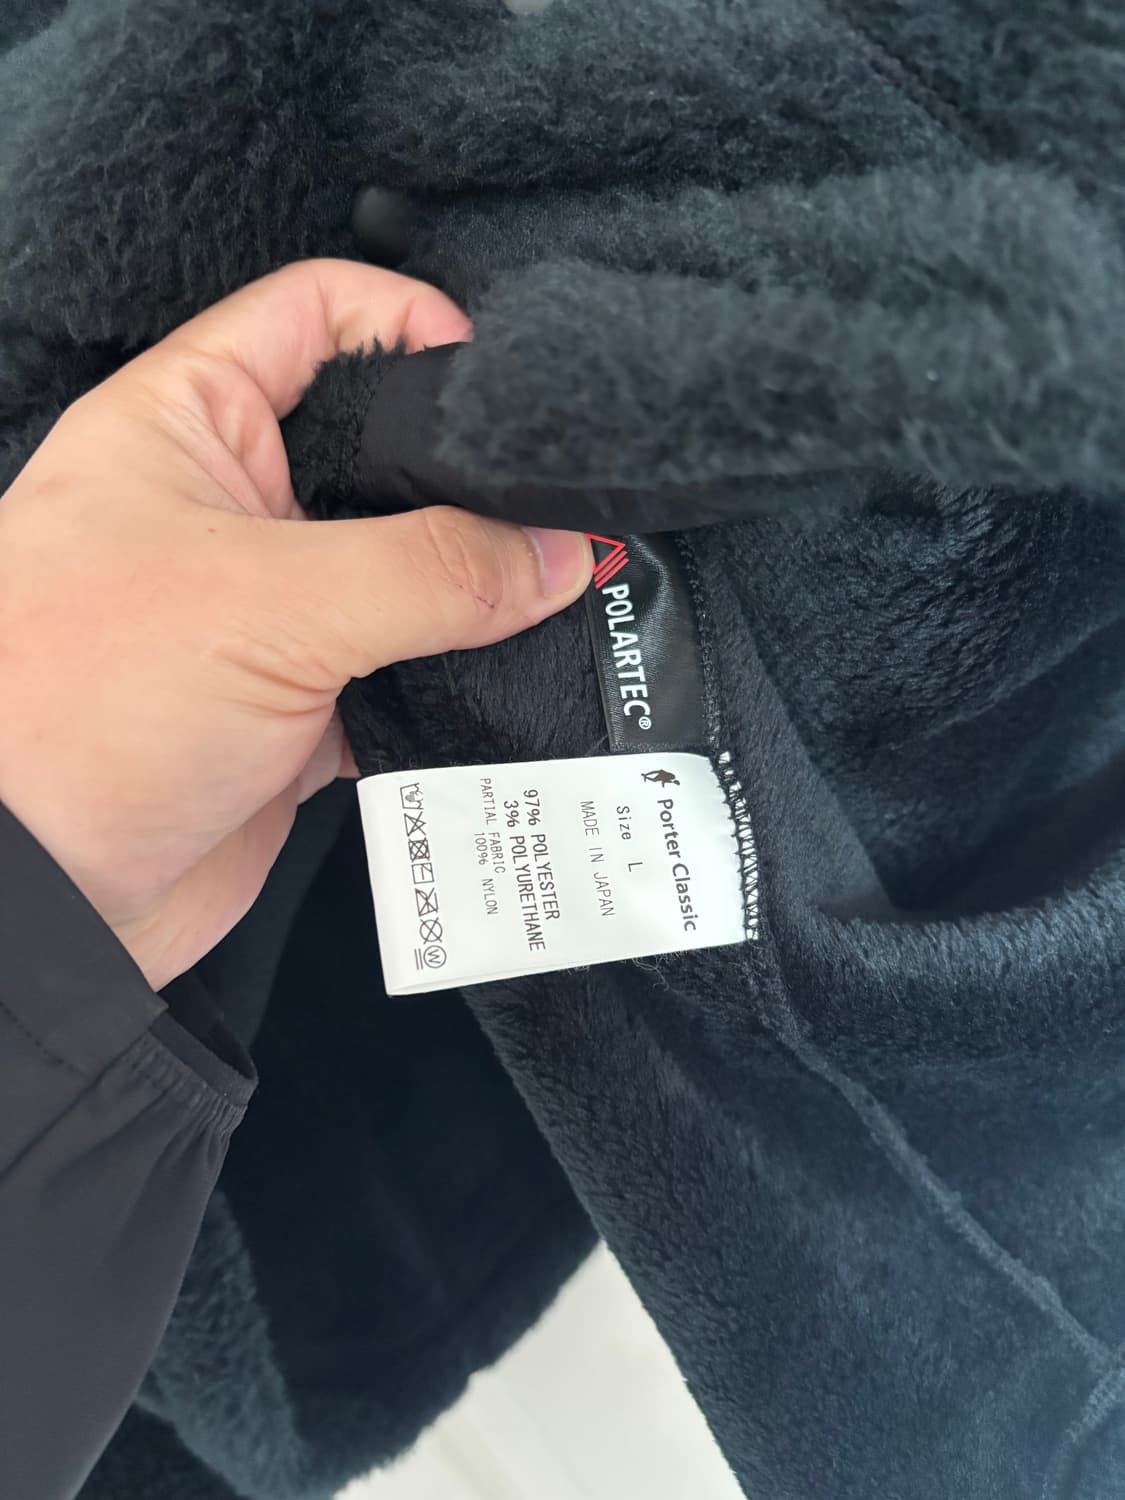 POLARTEC®
Porter Classic
Size L
MADE IN JAPAN
97% POLYESTER
3% POLYURETHANE
PARTIAL FABRIC
100% NYLON
W